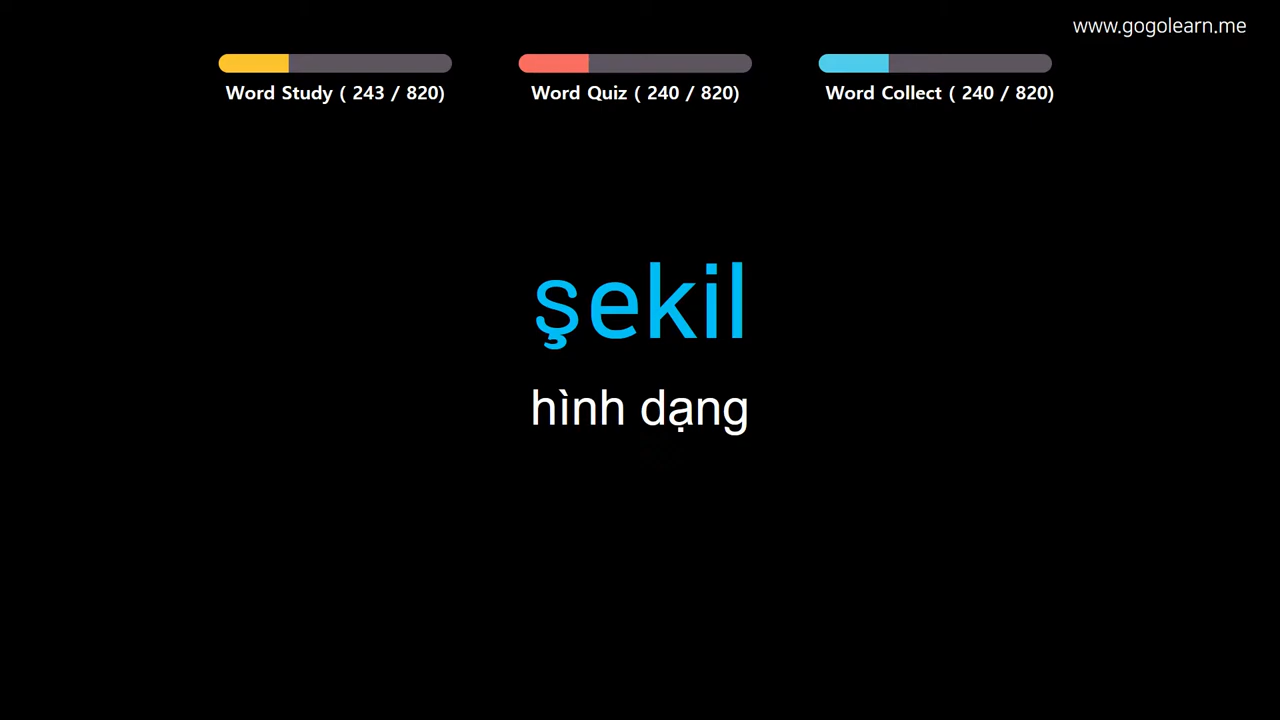 www.gogolearn.me
Word Study ( 243 / 820)
Word Quiz ( 240 / 820)
Word Collect ( 240 / 820)
şekil
hình dạng